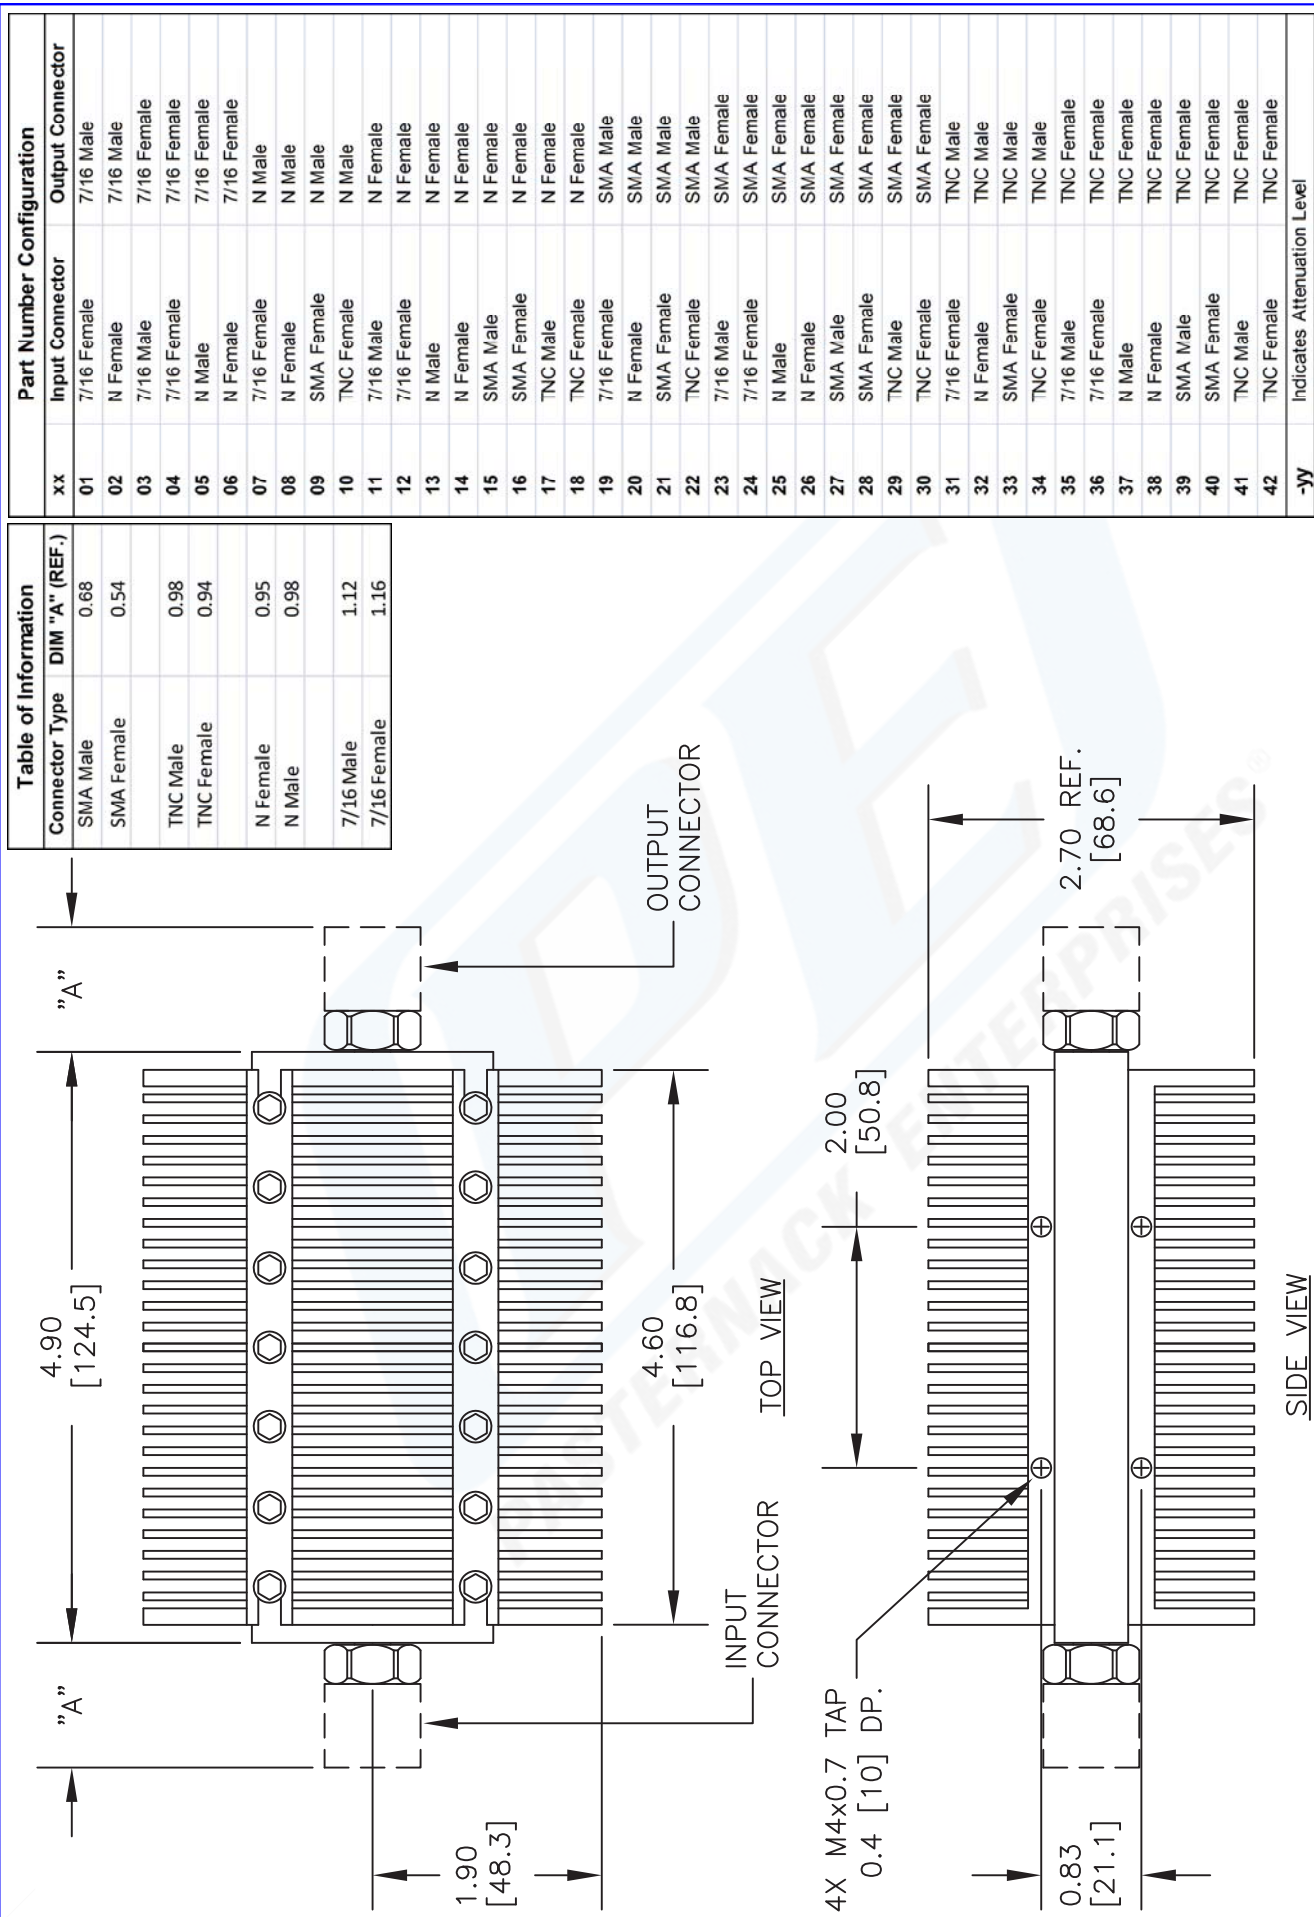 Table of Information
Connector Type DIM "A" (REF.)
SMA Male 0.68
SMA Female 0.54
TNC Male 0.98
TNC Female 0.94
N Female 0.95
N Male 0.98
7/16 Male 1.12
7/16 Female 1.16
Part Number Configuration
xx Input Connector Output Connector
01 7/16 Female 7/16 Male
02 N Female 7/16 Male
03 7/16 Male 7/16 Female
04 7/16 Female 7/16 Female
05 N Male 7/16 Female
06 N Female 7/16 Female
07 7/16 Female N Male
08 N Female N Male
09 SMA Female N Male
10 TNC Female N Male
11 7/16 Male N Female
12 7/16 Female N Female
13 N Male N Female
14 N Female N Female
15 SMA Male N Female
16 SMA Female N Female
17 TNC Male N Female
18 TNC Female N Female
19 7/16 Female SMA Male
20 N Female SMA Male
21 SMA Female SMA Male
22 TNC Female SMA Male
23 7/16 Male SMA Female
24 7/16 Female SMA Female
25 N Male SMA Female
26 N Female SMA Female
27 SMA Male SMA Female
28 SMA Female SMA Female
29 TNC Male SMA Female
30 TNC Female SMA Female
31 7/16 Female TNC Male
32 N Female TNC Male
33 SMA Female TNC Male
34 TNC Female TNC Male
35 7/16 Male TNC Female
36 7/16 Female TNC Female
37 N Male TNC Female
38 N Female TNC Female
39 SMA Male TNC Female
40 SMA Female TNC Female
41 TNC Male TNC Female
42 TNC Female TNC Female
-yy Indicates Attenuation Level
"A"
4.90
[124.5]
"A"
1.90
[48.3]
INPUT
CONNECTOR
4.60
[116.8]
OUTPUT
CONNECTOR
TOP VIEW
4X M4x0.7 TAP
0.4 [10] DP.
2.00
[50.8]
0.83
[21.1]
2.70 REF.
[68.6]
SIDE VIEW
PEI
PASTERNACK ENTERPRISES®